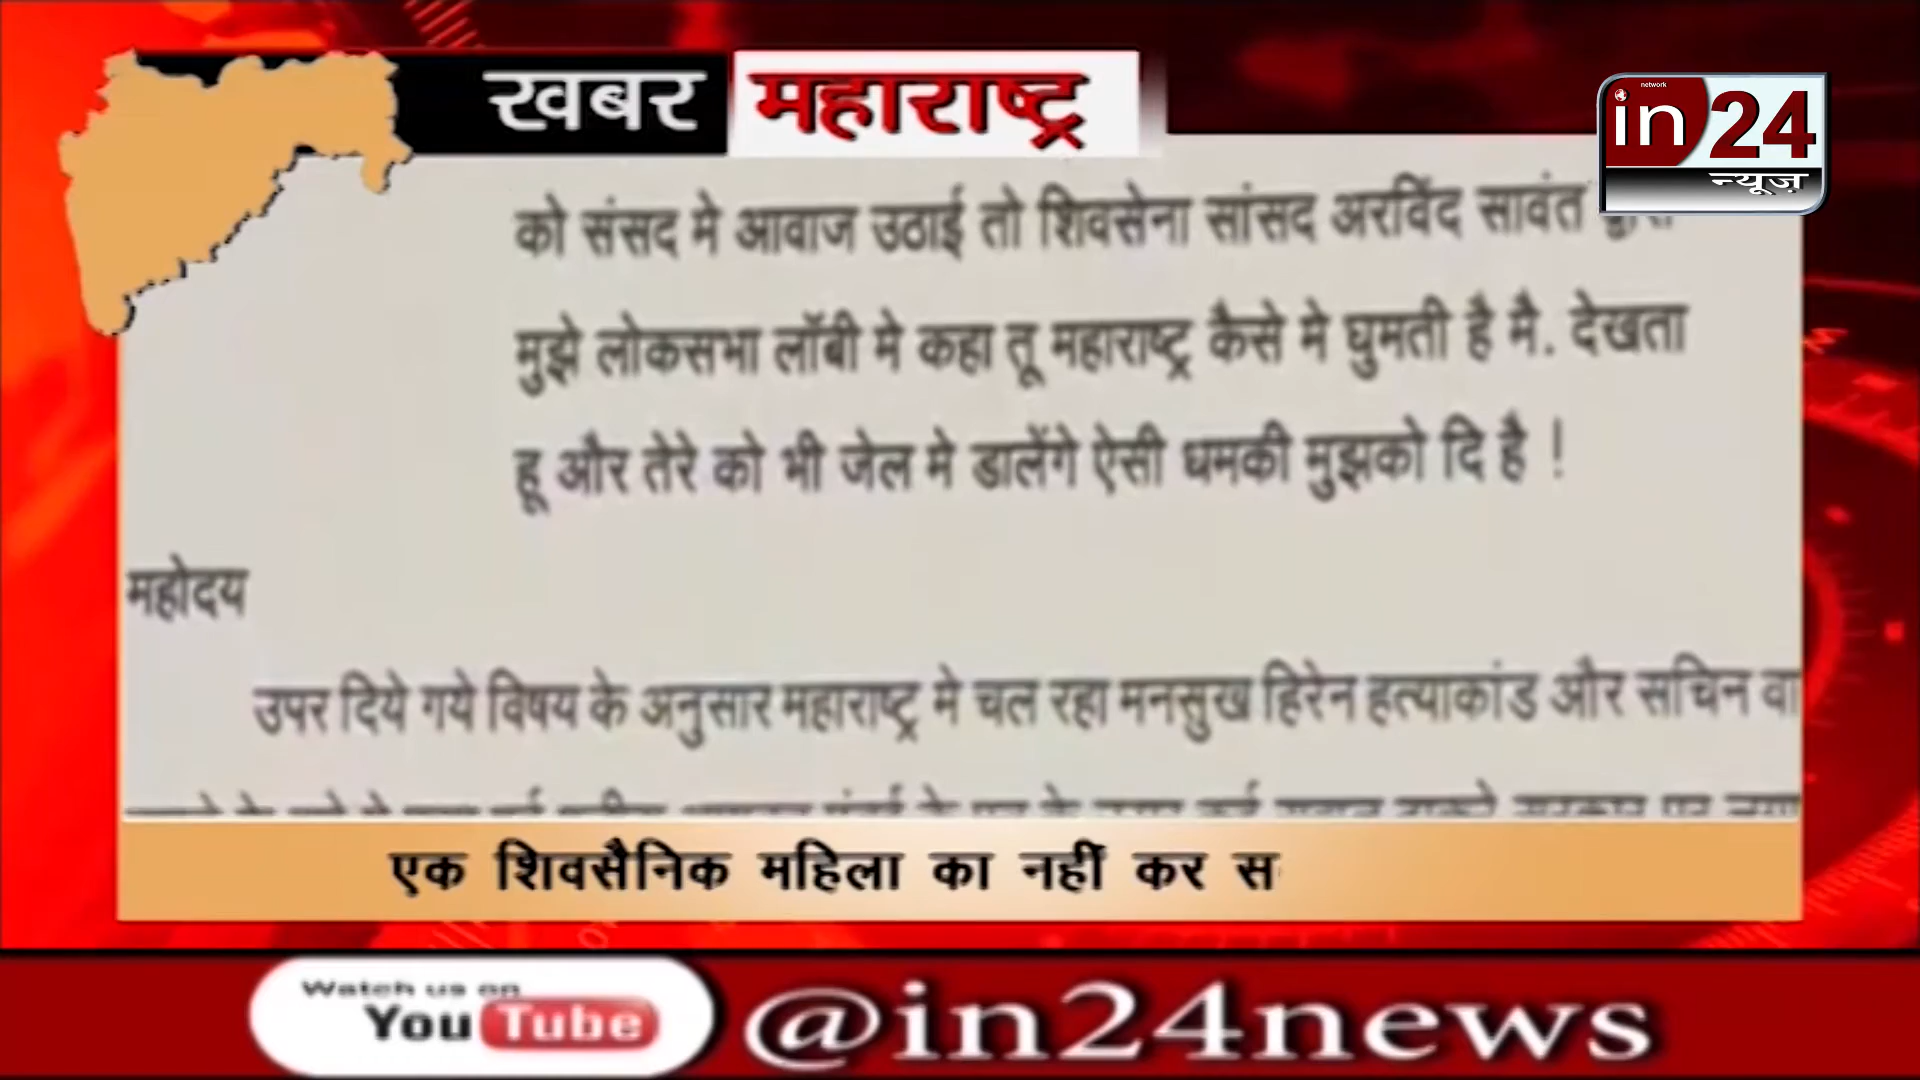 खबर महाराष्ट्र
network
in 24
न्यूज़
को संसद मे आवाज उठाई तो शिवसेना सांसद अरविंद सावंत
मुझे लोकसभा लॉबी मे कहा तू महाराष्ट्र कैसे मे घुमती है मै. देखता
हू और तेरे को भी जेल मे डालेंगे ऐसी धमकी मुझको दि है !
महोदय
उपर दिये गये विषय के अनुसार महाराष्ट्र मे चल रहा मनसुख हिरेन हत्याकांड और सचिन वा
एक शिवसैनिक महिला का नहीं कर स
Watch us on
YouTube
@in24news